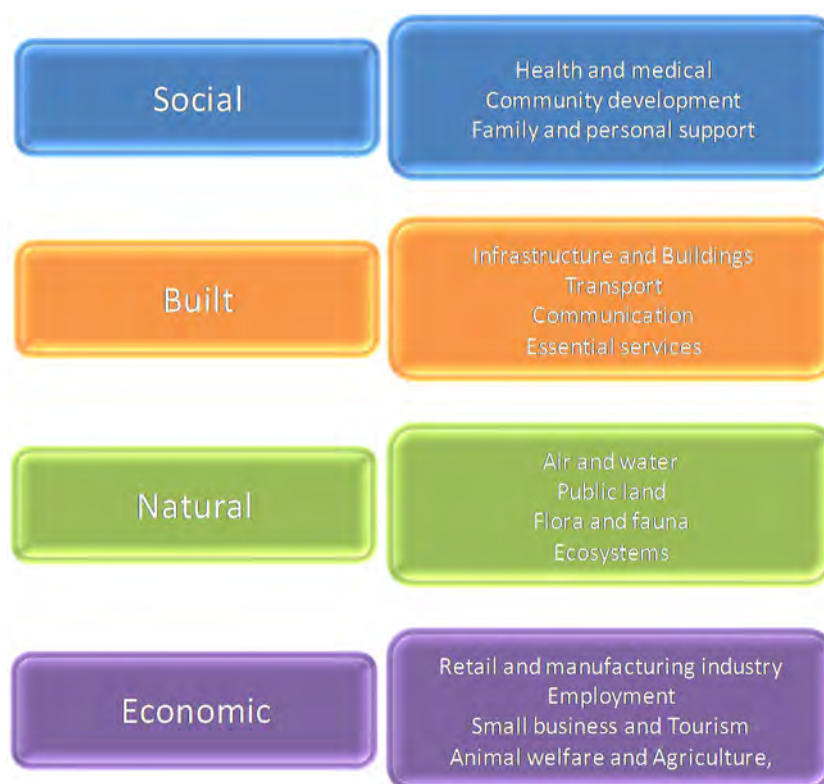 Social
Health and medical
Community development
Family and personal support
Built
Infrastructure and Buildings
Transport
Communication
Essential services
Natural
Air and water
Public land
Flora and fauna
Ecosystems
Economic
Retail and manufacturing industry
Employment
Small business and Tourism
Animal welfare and Agriculture,